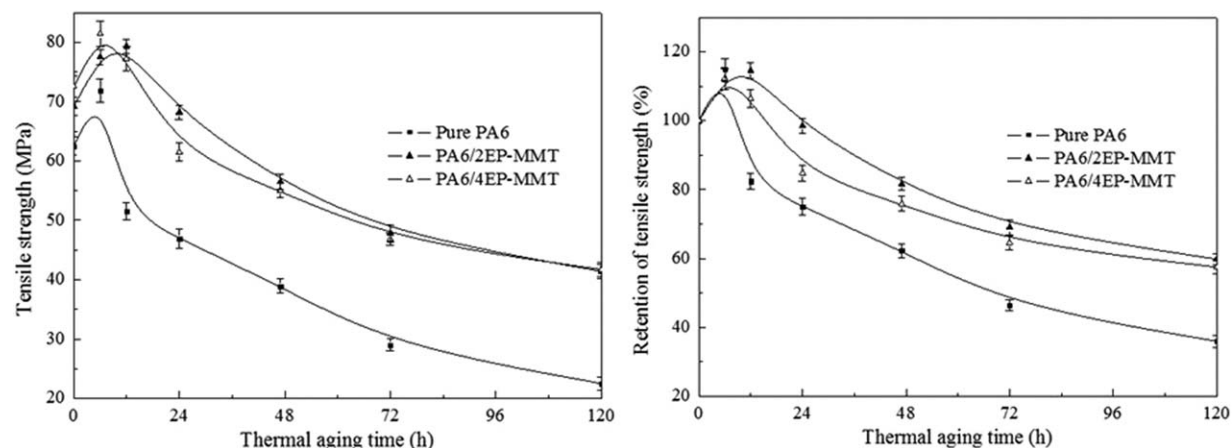 Tensile strength (MPa)
80
70
60
50
40
30
20
0
24
48
72
96
120
Thermal aging time (h)
Pure PA6
PA6/2EP-MMT
PA6/4EP-MMT
Retention of tensile strength (%)
120
100
80
60
40
20
0
24
48
72
96
120
Thermal aging time (h)
Pure PA6
PA6/2EP-MMT
PA6/4EP-MMT